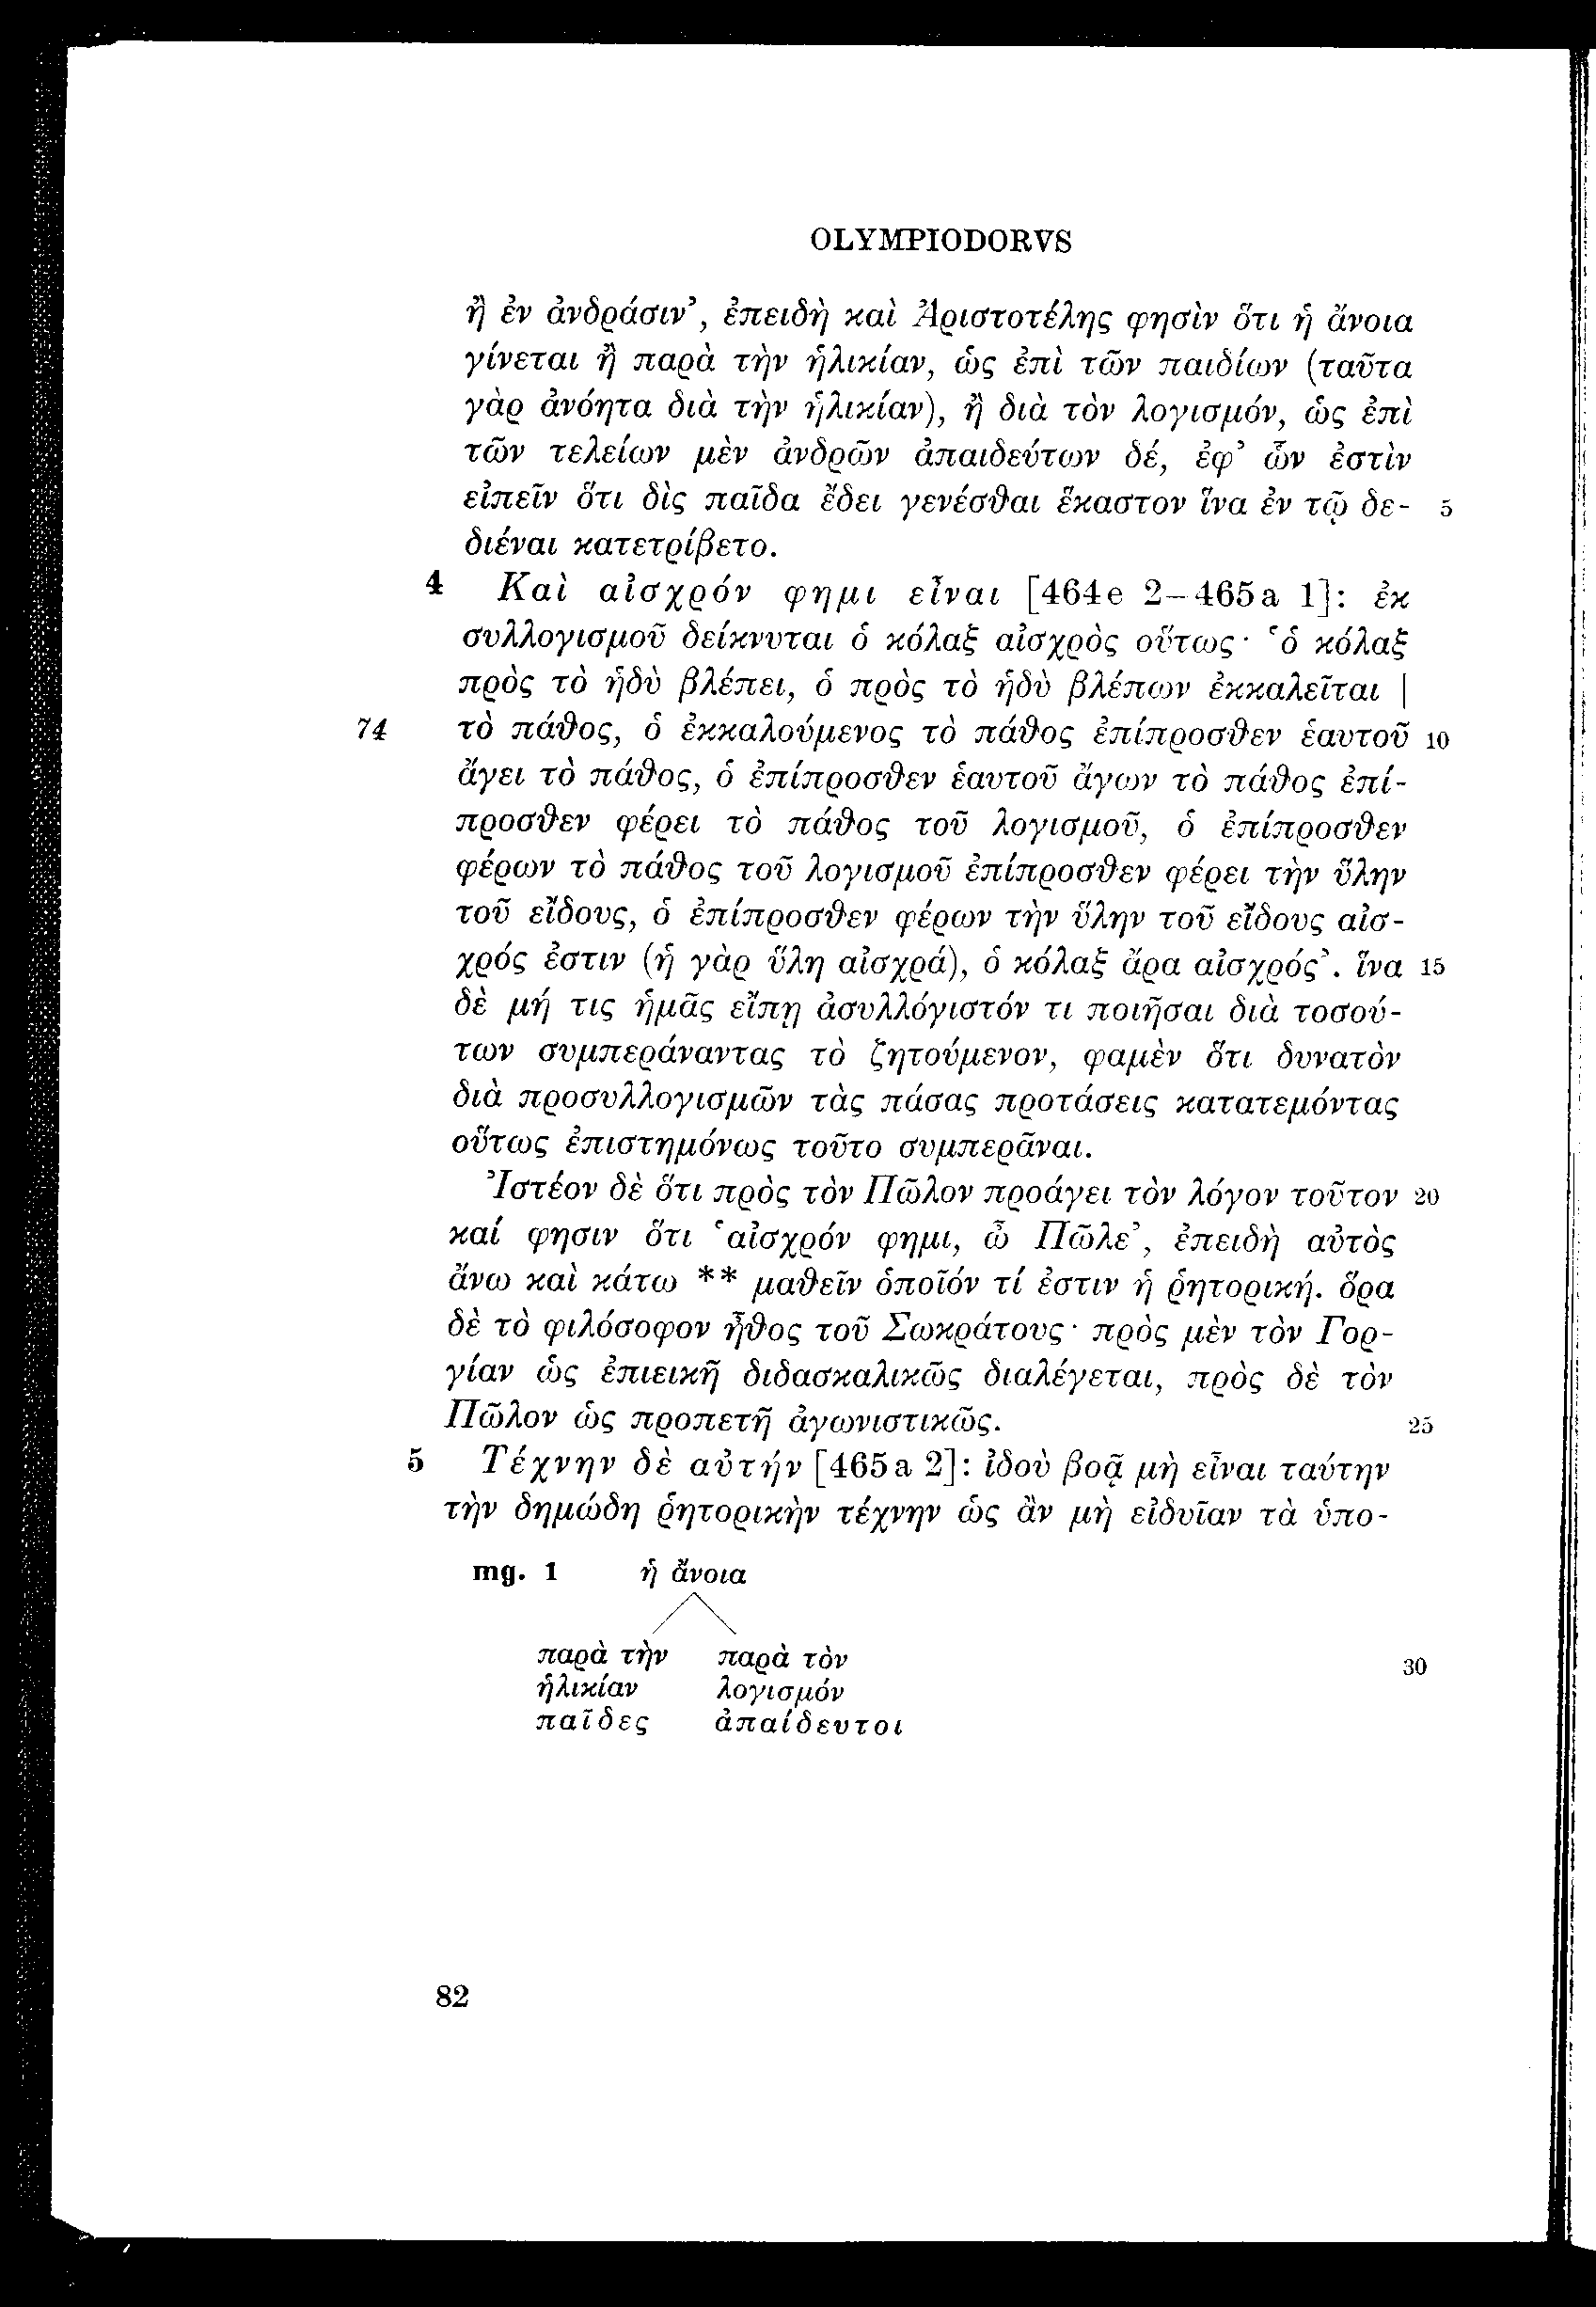 OLYMPIODORVS
ἢ ἐν ἀνδράσιν’, ἐπειδὴ καὶ Ἀριστοτέλης φησὶν ὅτι ἡ ἄνοια
γίνεται ἢ παρὰ τὴν ἡλικίαν, ὡς ἐπὶ τῶν παιδίων (ταῦτα
γὰρ ἀνόητα διὰ τὴν ἡλικίαν), ἢ διὰ τὸν λογισμόν, ὡς ἐπὶ
τῶν τελείων μὲν ἀνδρῶν ἀπαιδεύτων δέ, ἐφ’ ὧν ἐστὶν
εἰπεῖν ὅτι δὶς παῖδα ἔδει γενέσθαι ἕκαστον ἵνα ἐν τῷ δε- 5
διέναι κατετρίβετο.
4 Καὶ αἰσχρόν φημι εἶναι [464e 2–465a 1]: ἐκ
συλλογισμοῦ δείκνυται ὁ κόλαξ αἰσχρὸς οὕτως· ‘ὁ κόλαξ
πρὸς τὸ ἡδὺ βλέπει, ὁ πρὸς τὸ ἡδὺ βλέπων ἐκκαλεῖται |
74 τὸ πάθος, ὁ ἐκκαλούμενος τὸ πάθος ἐπίπροσθεν ἑαυτοῦ 10
ἄγει τὸ πάθος, ὁ ἐπίπροσθεν ἑαυτοῦ ἄγων τὸ πάθος ἐπί-
προσθεν φέρει τὸ πάθος τοῦ λογισμοῦ, ὁ ἐπίπροσθεν
φέρων τὸ πάθος τοῦ λογισμοῦ ἐπίπροσθεν φέρει τὴν ὕλην
τοῦ εἴδους, ὁ ἐπίπροσθεν φέρων τὴν ὕλην τοῦ εἴδους αἰσ-
χρός ἐστιν (ἡ γὰρ ὕλη αἰσχρά), ὁ κόλαξ ἄρα αἰσχρός’. ἵνα 15
δὲ μή τις ἡμᾶς εἴπῃ ἀσυλλόγιστόν τι ποιῆσαι διὰ τοσού-
των συμπεράναντας τὸ ζητούμενον, φαμὲν ὅτι δυνατὸν
διὰ προσυλλογισμῶν τὰς πάσας προτάσεις κατατεμόντας
οὕτως ἐπιστημόνως τοῦτο συμπερᾶναι.
Ἰστέον δὲ ὅτι πρὸς τὸν Πῶλον προάγει τὸν λόγον τοῦτον 20
καί φησιν ὅτι ‘αἰσχρόν φημι, ὦ Πῶλε’, ἐπειδὴ αὐτὸς
ἄνω καὶ κάτω ** μαθεῖν ὁποῖόν τί ἐστιν ἡ ῥητορική. ὅρα
δὲ τὸ φιλόσοφον ἦθος τοῦ Σωκράτους· πρὸς μὲν τὸν Γορ-
γίαν ὡς ἐπιεικῆ διδασκαλικῶς διαλέγεται, πρὸς δὲ τὸν
Πῶλον ὡς προπετῆ ἀγωνιστικῶς. 25
5 Τέχνην δὲ αὐτήν [465a 2]: ἰδοὺ βοᾷ μὴ εἶναι ταύτην
τὴν δημώδη ῥητορικὴν τέχνην ὡς ἂν μὴ εἰδυῖαν τὰ ὑπο-
mg. 1 ἡ ἄνοια
παρὰ τὴν παρὰ τὸν 30
ἡλικίαν λογισμόν
παῖδες ἀπαίδευτοι
82